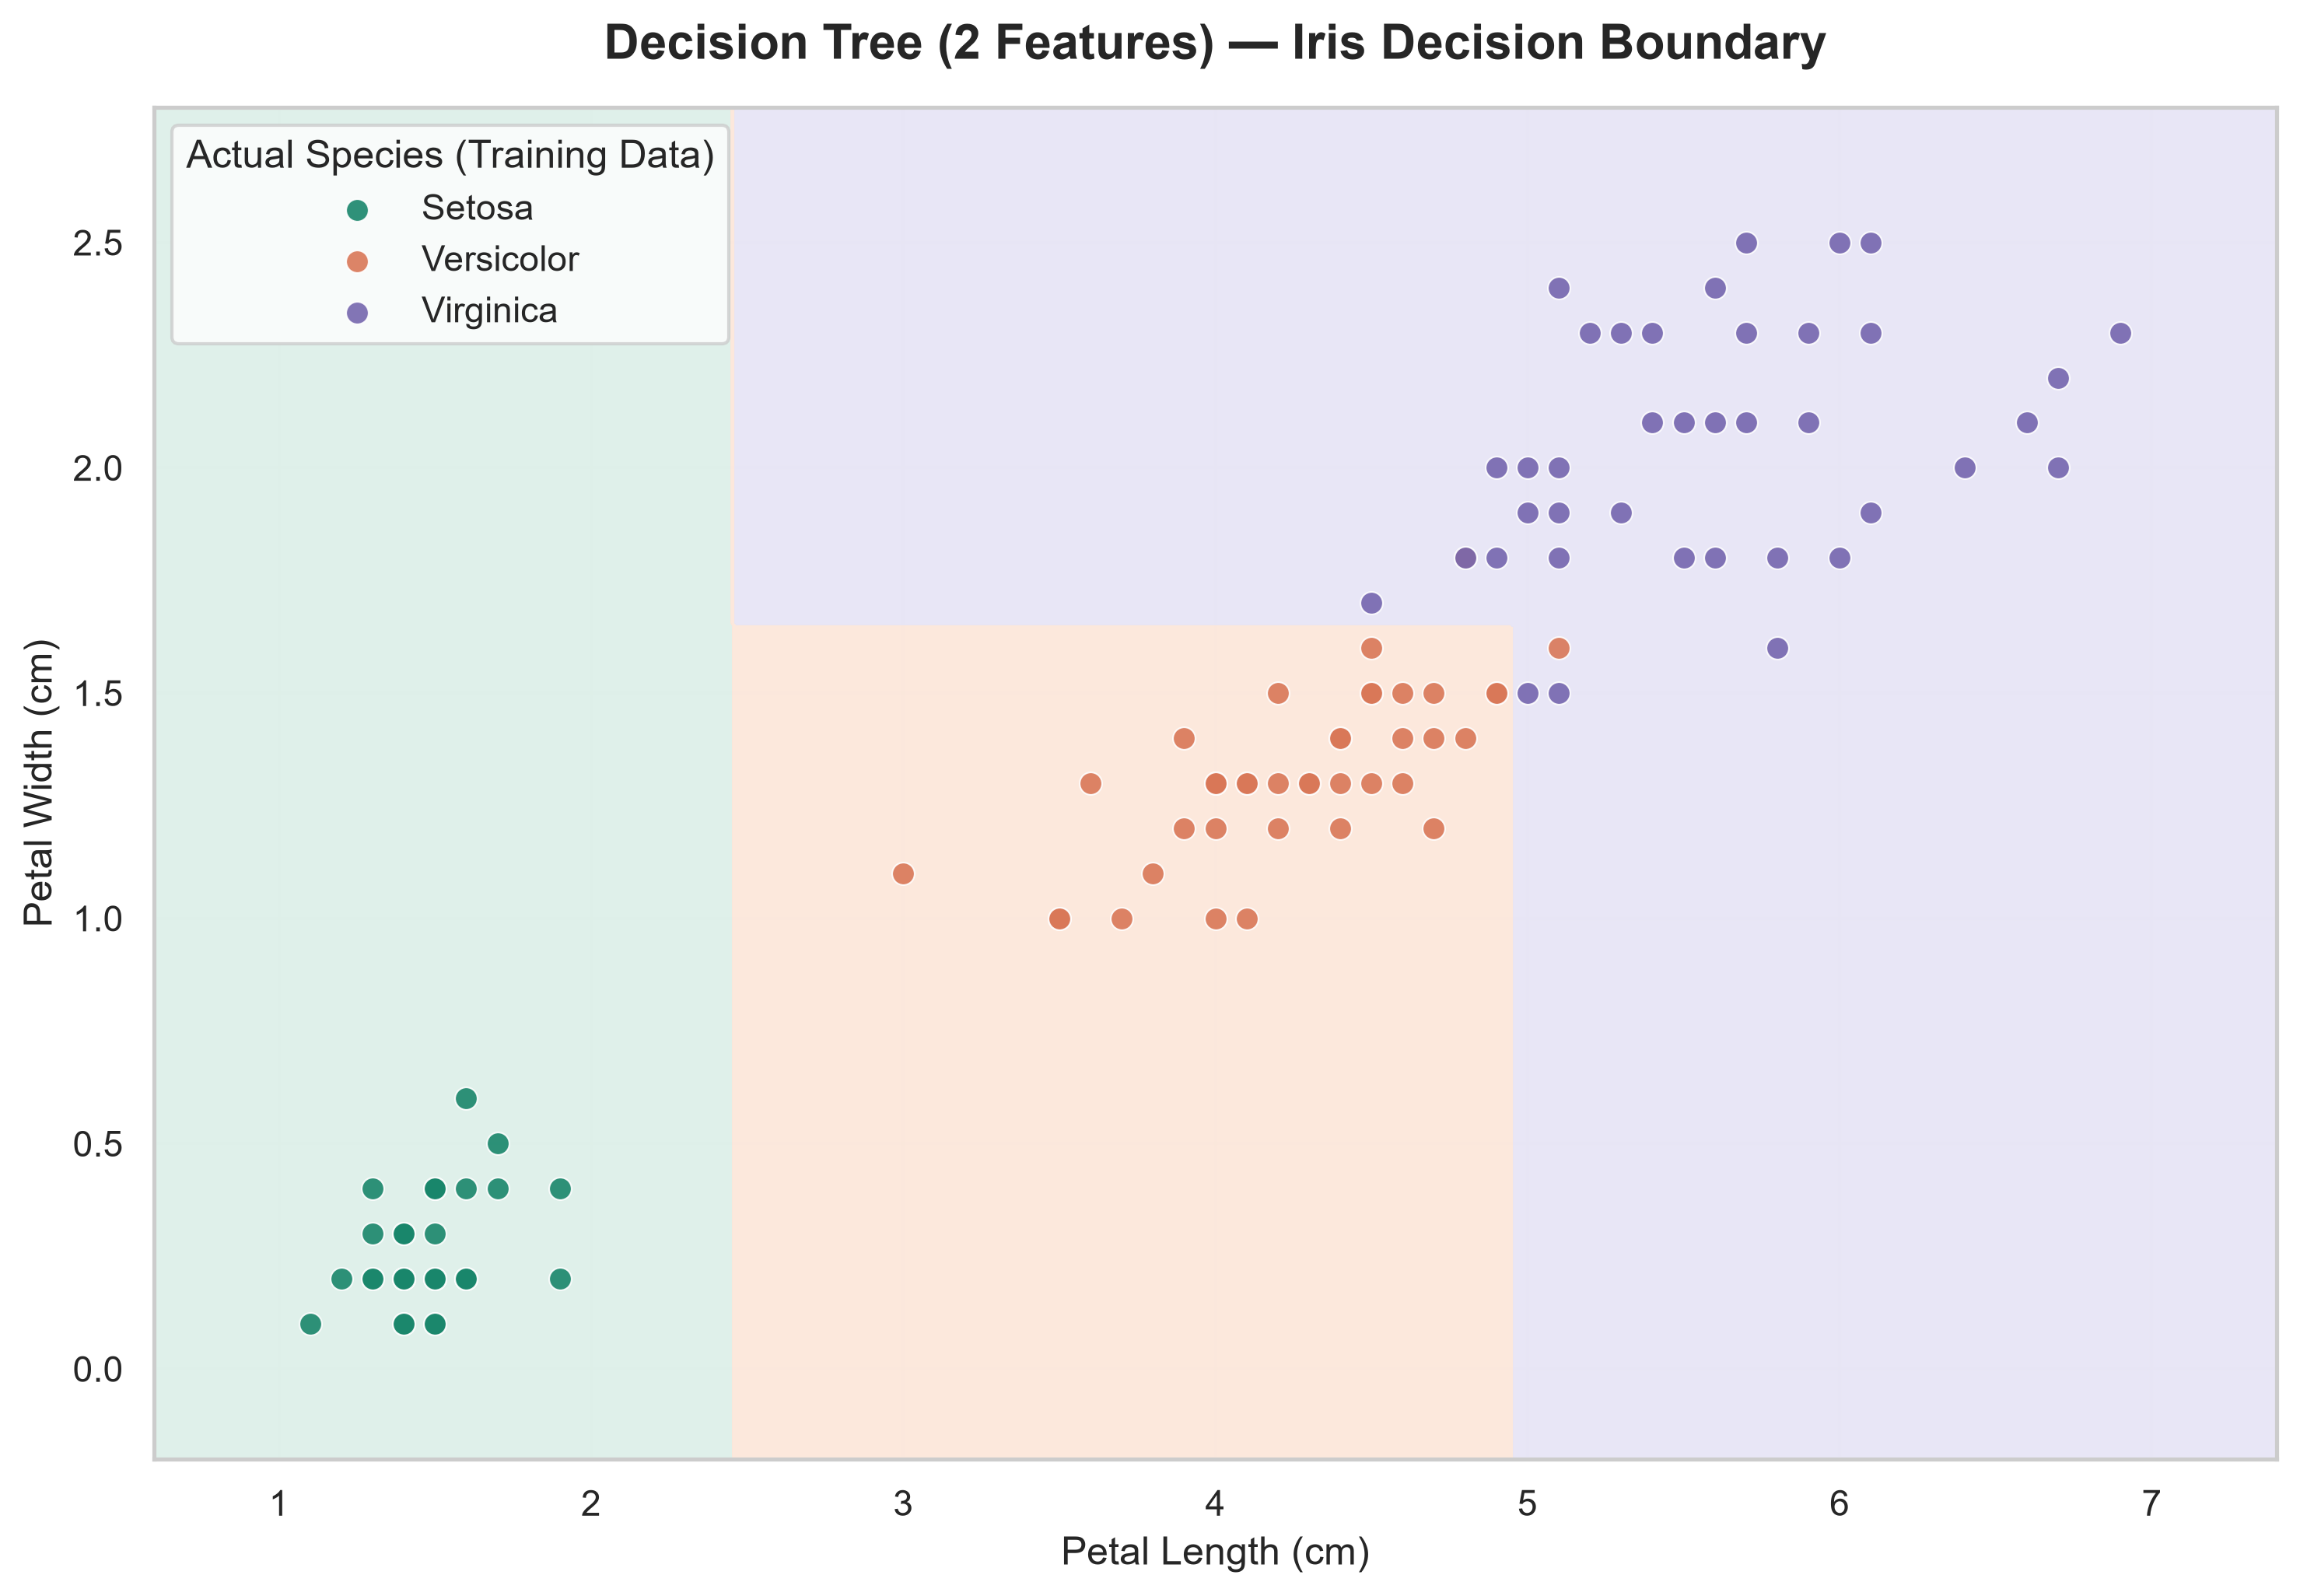 Decision Tree (2 Features) — Iris Decision Boundary
Actual Species (Training Data)
Setosa
Versicolor
Virginica
2.5
2.0
1.5
1.0
0.5
0.0
Petal Width (cm)
1 2 3 4 5 6 7
Petal Length (cm)